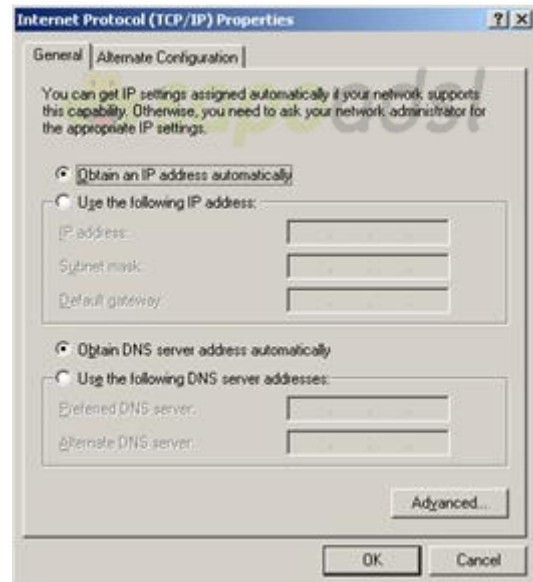 Internet Protocol (TCP/IP) Properties
General
Alternate Configuration
You can get IP settings assigned automatically if your network supports
this capability. Otherwise, you need to ask your network administrator for
the appropriate IP settings.
Obtain an IP address automatically
Use the following IP address:
IP address:
Subnet mask:
Default gateway:
Obtain DNS server address automatically
Use the following DNS server addresses:
Preferred DNS server:
Alternate DNS server:
Advanced...
OK
Cancel